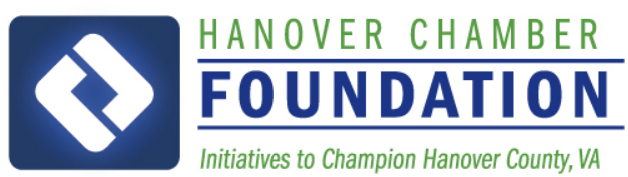 HANOVER CHAMBER
FOUNDATION
Initiatives to Champion Hanover County, VA